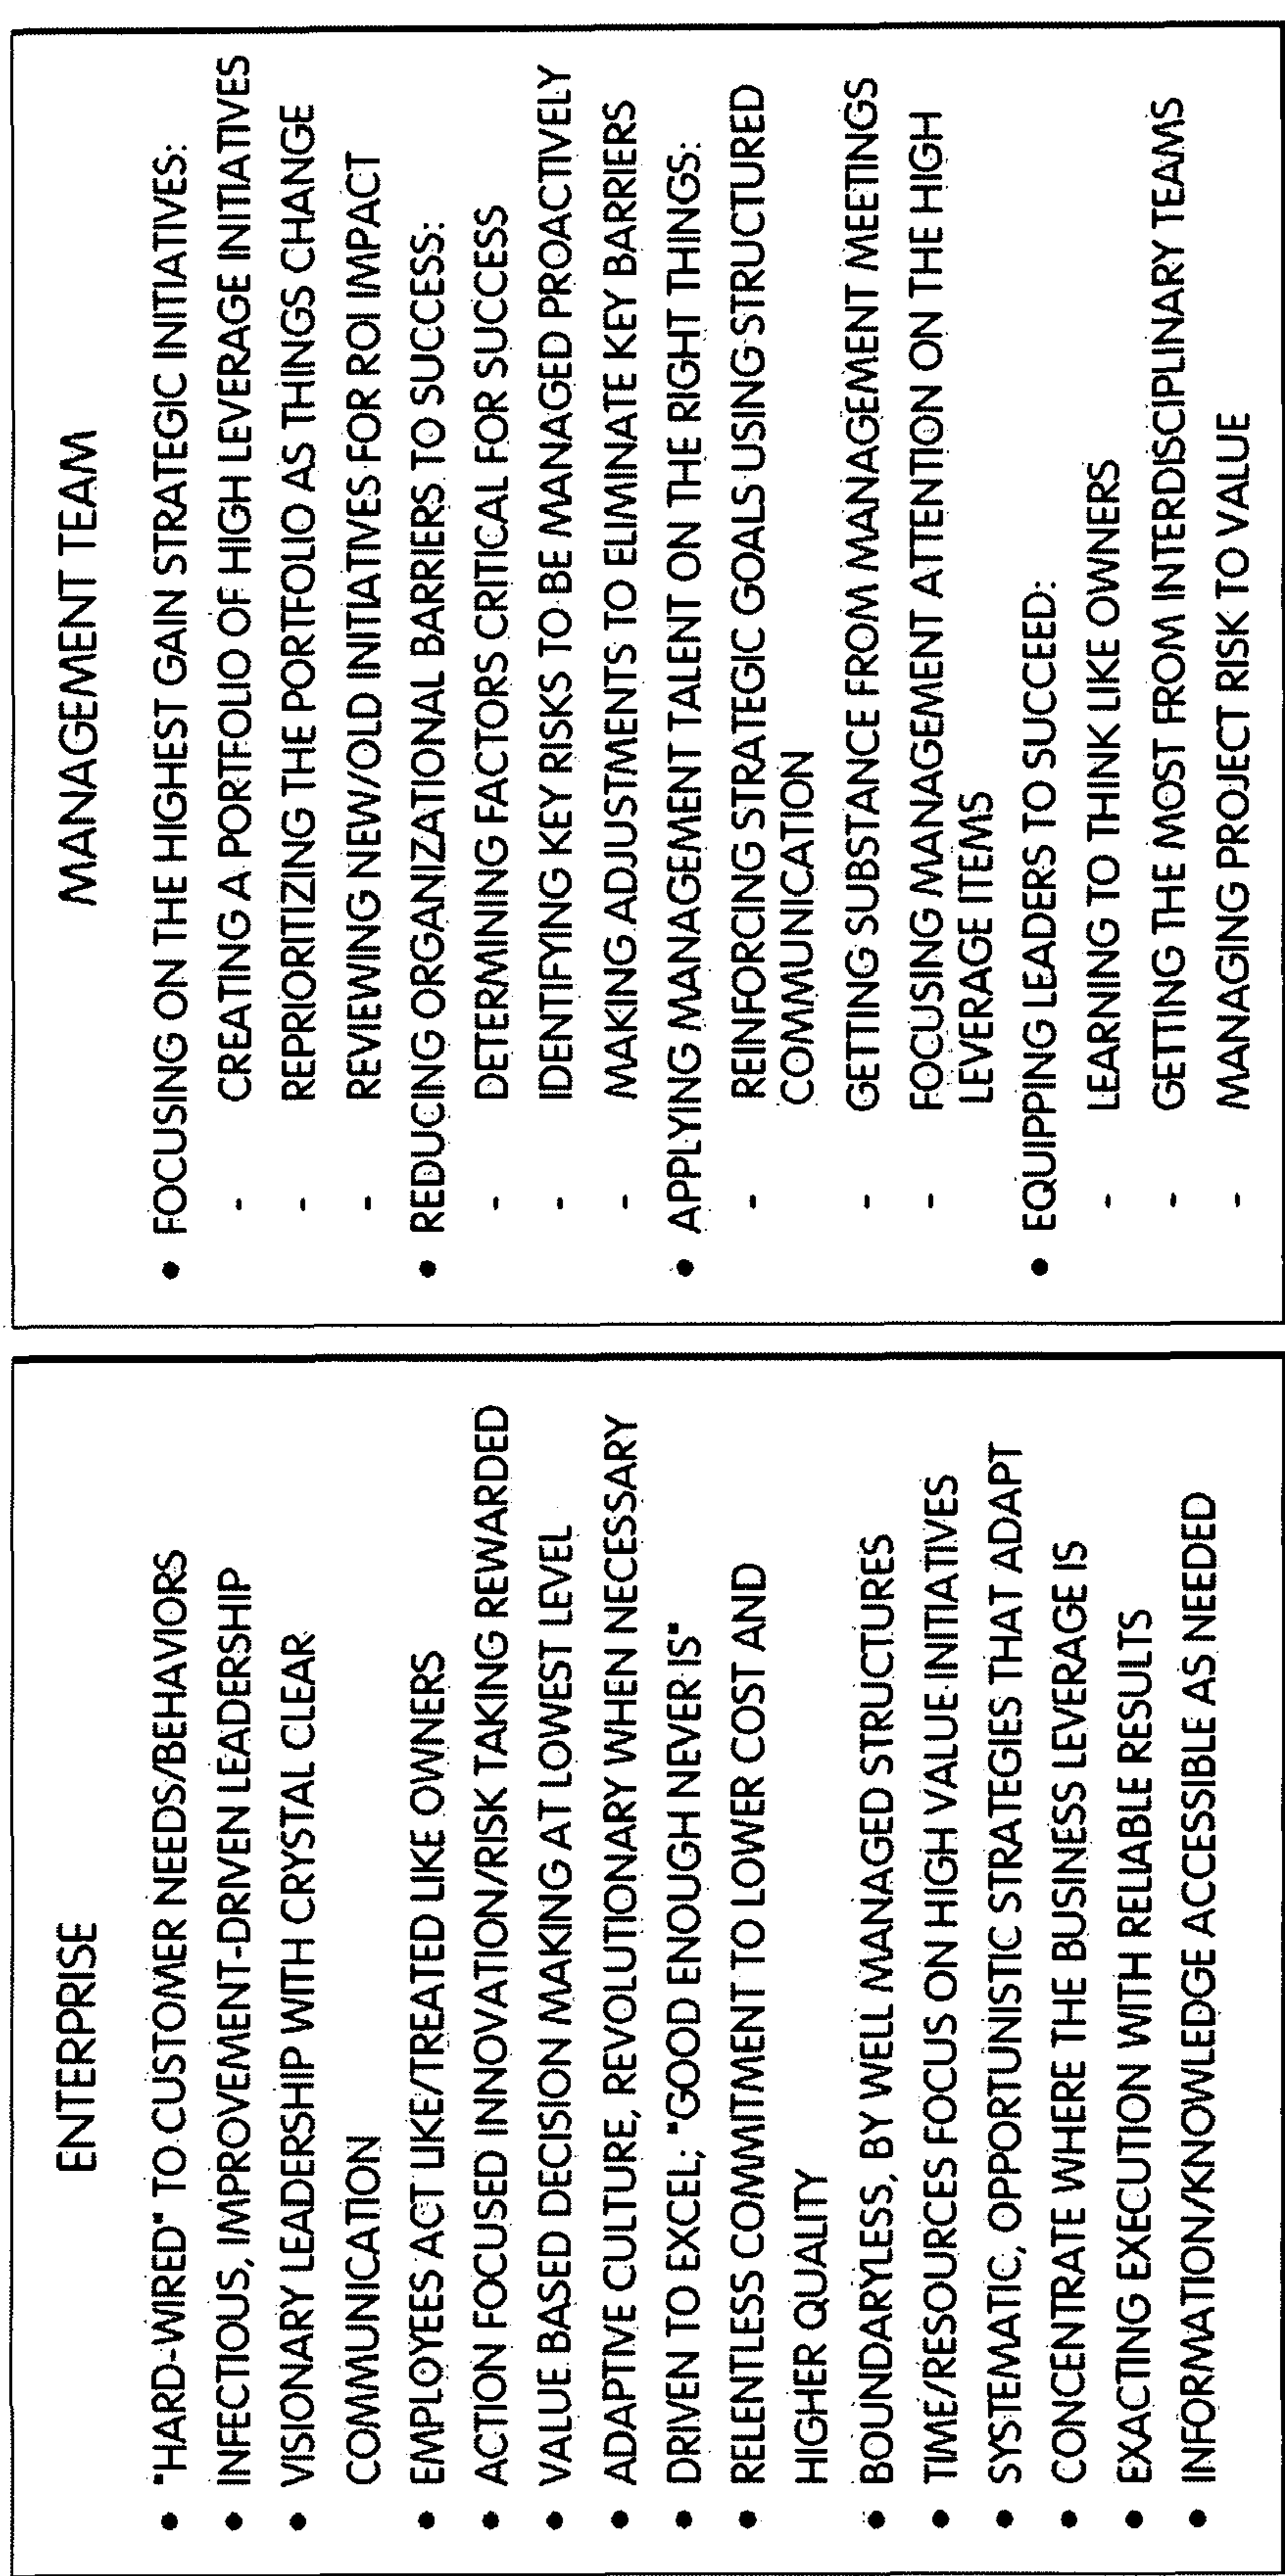 ENTERPRISE
• "HARD-WIRED" TO CUSTOMER NEEDS/BEHAVIORS
• INFECTIOUS, IMPROVEMENT-DRIVEN LEADERSHIP
• VISIONARY LEADERSHIP WITH CRYSTAL CLEAR
COMMUNICATION
• EMPLOYEES ACT LIKE/TREATED LIKE OWNERS
• ACTION FOCUSED INNOVATION/RISK TAKING REWARDED
• VALUE BASED DECISION MAKING AT LOWEST LEVEL
• ADAPTIVE CULTURE, REVOLUTIONARY WHEN NECESSARY
• DRIVEN TO EXCEL; "GOOD ENOUGH NEVER IS"
• RELENTLESS COMMITMENT TO LOWER COST AND
HIGHER QUALITY
• BOUNDARYLESS, BY WELL MANAGED STRUCTURES
• TIME/RESOURCES FOCUS ON HIGH VALUE INITIATIVES
• SYSTEMATIC, OPPORTUNISTIC STRATEGIES THAT ADAPT
• CONCENTRATE WHERE THE BUSINESS LEVERAGE IS
• EXACTING EXECUTION WITH RELIABLE RESULTS
• INFORMATION/KNOWLEDGE ACCESSIBLE AS NEEDED
MANAGEMENT TEAM
• FOCUSING ON THE HIGHEST GAIN STRATEGIC INITIATIVES:
- CREATING A PORTFOLIO OF HIGH LEVERAGE INITIATIVES
- REPRIORITIZING THE PORTFOLIO AS THINGS CHANGE
- REVIEWING NEW/OLD INITIATIVES FOR ROI IMPACT
• REDUCING ORGANIZATIONAL BARRIERS TO SUCCESS:
- DETERMINING FACTORS CRITICAL FOR SUCCESS
- IDENTIFYING KEY RISKS TO BE MANAGED PROACTIVELY
- MAKING ADJUSTMENTS TO ELIMINATE KEY BARRIERS
• APPLYING MANAGEMENT TALENT ON THE RIGHT THINGS:
- REINFORCING STRATEGIC GOALS USING STRUCTURED
COMMUNICATION
- GETTING SUBSTANCE FROM MANAGEMENT MEETINGS
- FOCUSING MANAGEMENT ATTENTION ON THE HIGH
LEVERAGE ITEMS
• EQUIPPING LEADERS TO SUCCEED:
- LEARNING TO THINK LIKE OWNERS
- GETTING THE MOST FROM INTERDISCIPLINARY TEAMS
- MANAGING PROJECT RISK TO VALUE